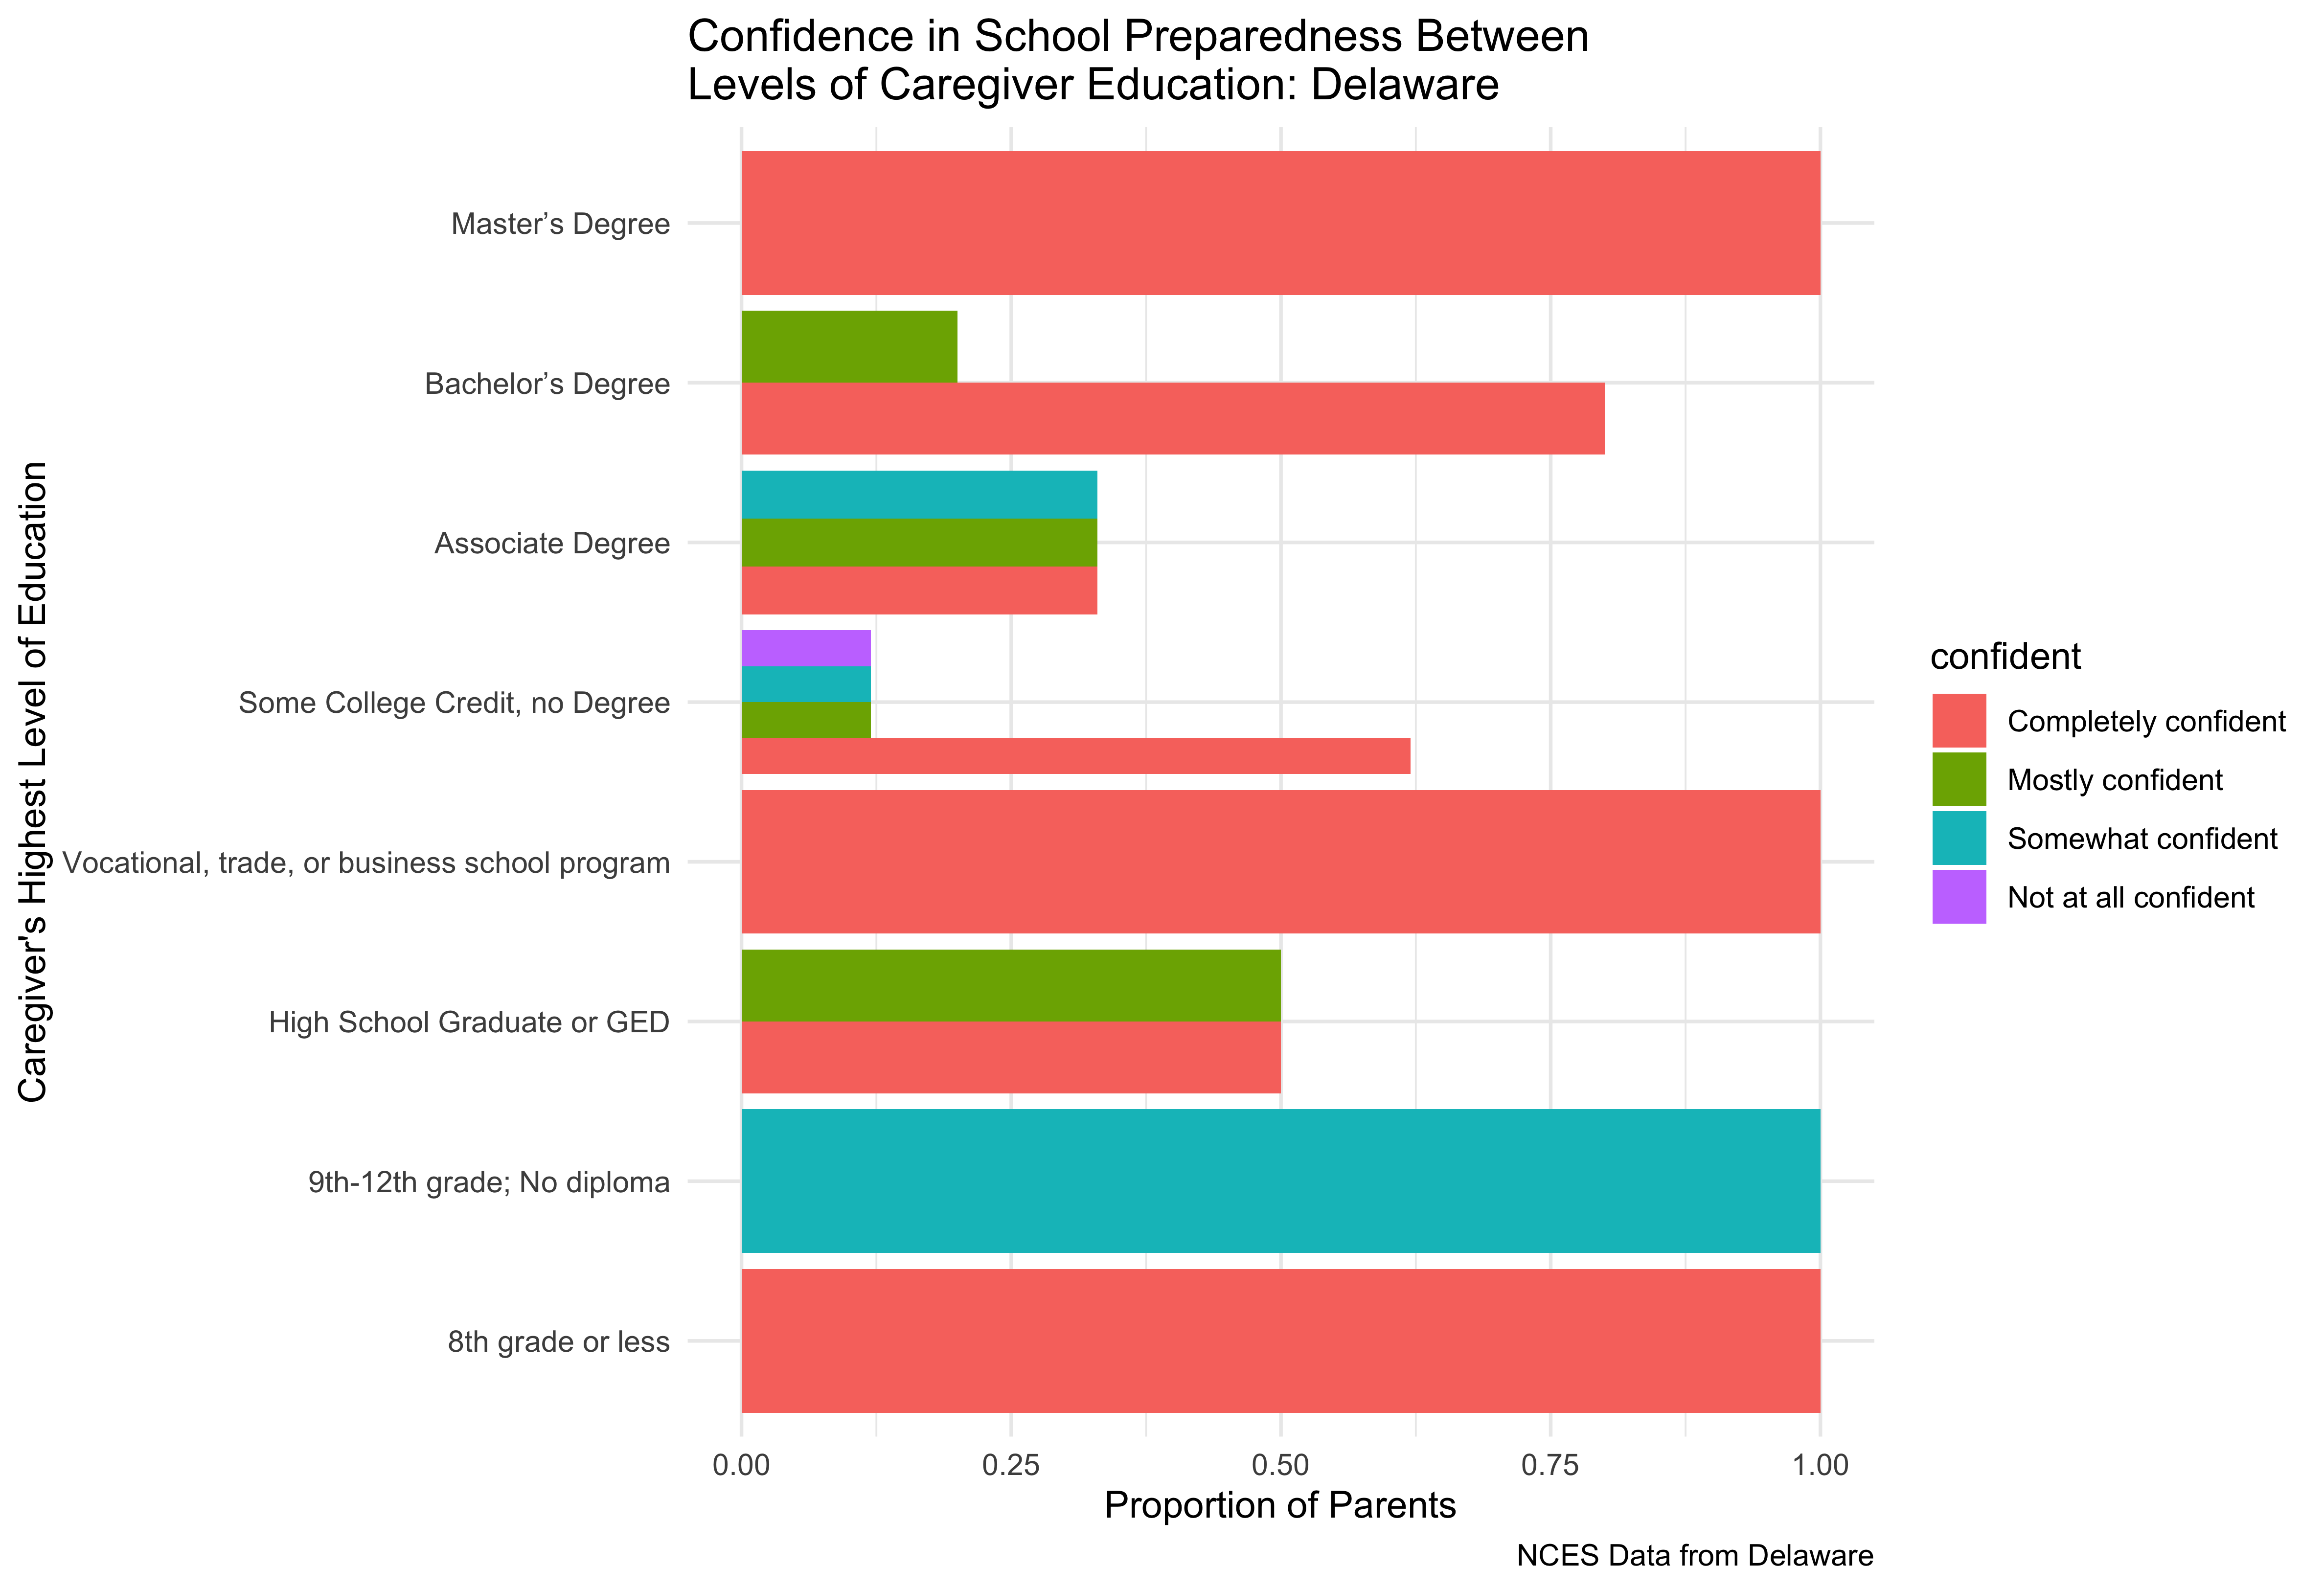 Confidence in School Preparedness Between
Levels of Caregiver Education: Delaware
Caregiver's Highest Level of Education
Master’s Degree
Bachelor’s Degree
Associate Degree
Some College Credit, no Degree
Vocational, trade, or business school program
High School Graduate or GED
9th-12th grade; No diploma
8th grade or less
0.00 0.25 0.50 0.75 1.00
Proportion of Parents
confident
Completely confident
Mostly confident
Somewhat confident
Not at all confident
NCES Data from Delaware